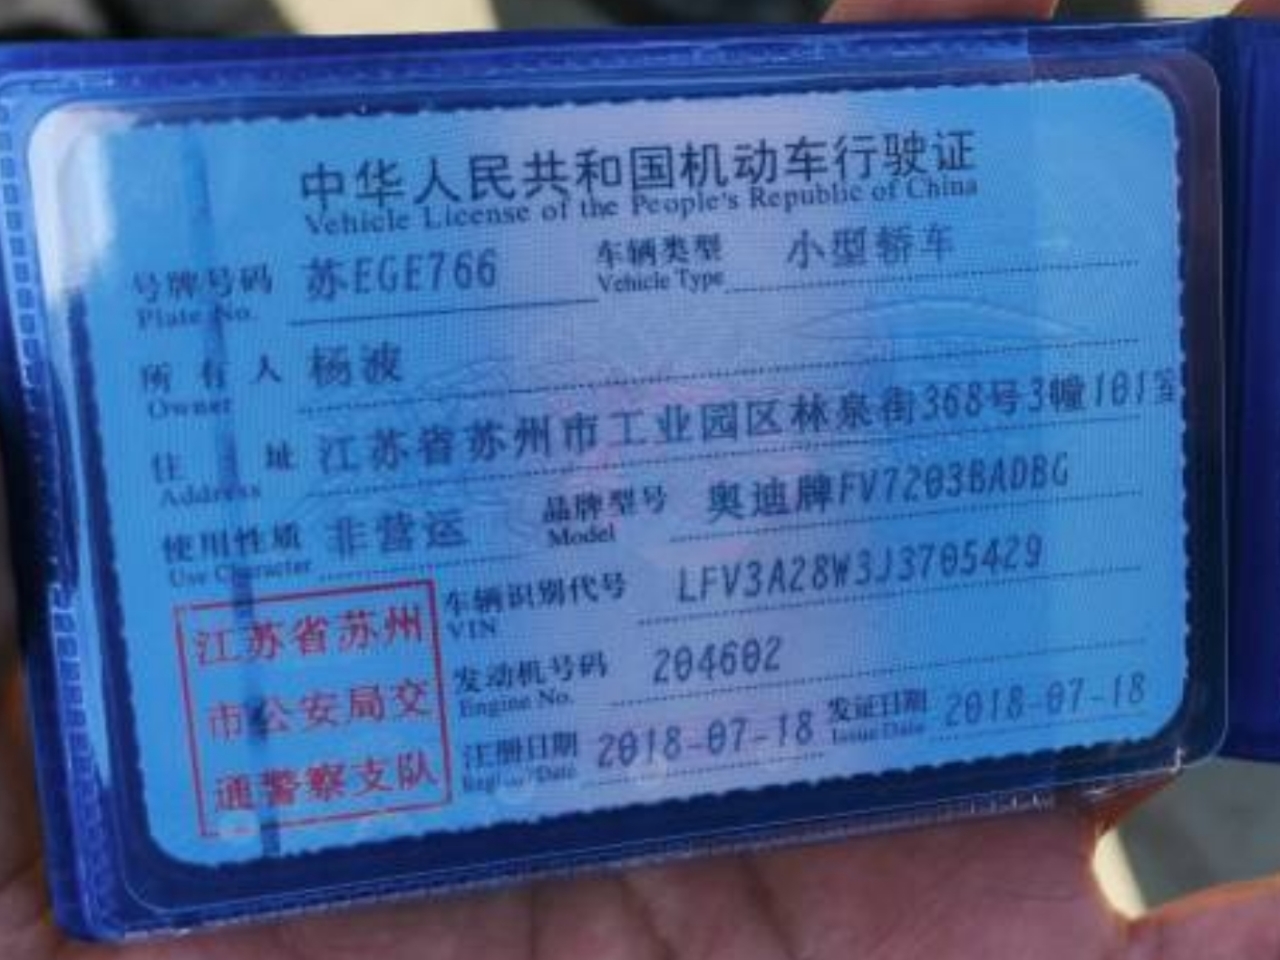 中华人民共和国机动车行驶证
Vehicle License of the People's Republic of China
号牌号码 苏EGE766 车辆类型 小型轿车
Plate No. Vehicle Type
所有人 杨波
Owner
住址 江苏省苏州市工业园区林泉街368号3幢101室
Address
使用性质 非营运 品牌型号 奥迪牌FV7203BADBG
Use Character Model
车辆识别代号 LFV3A28W3J3705429
VIN
发动机号码 204602
Engine No.
注册日期 2018-07-18 发证日期 2018-07-18
Register Date Issue Date
江苏省苏州
市公安局交
通警察支队